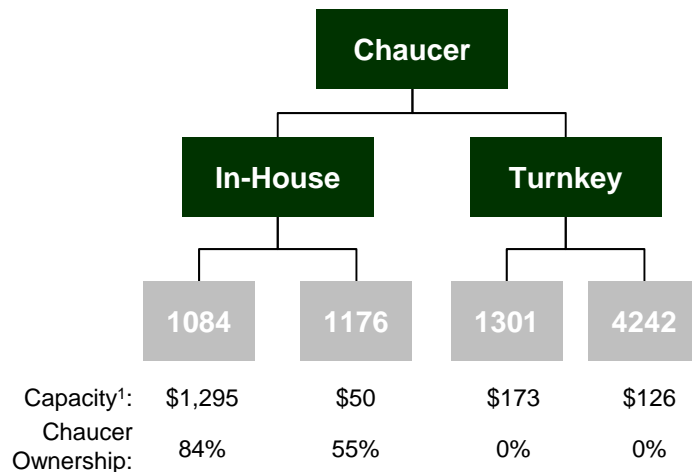 Chaucer
In-House Turnkey
1084 1176 1301 4242
Capacity¹: $1,295 $50 $173 $126
Chaucer
Ownership: 84% 55% 0% 0%